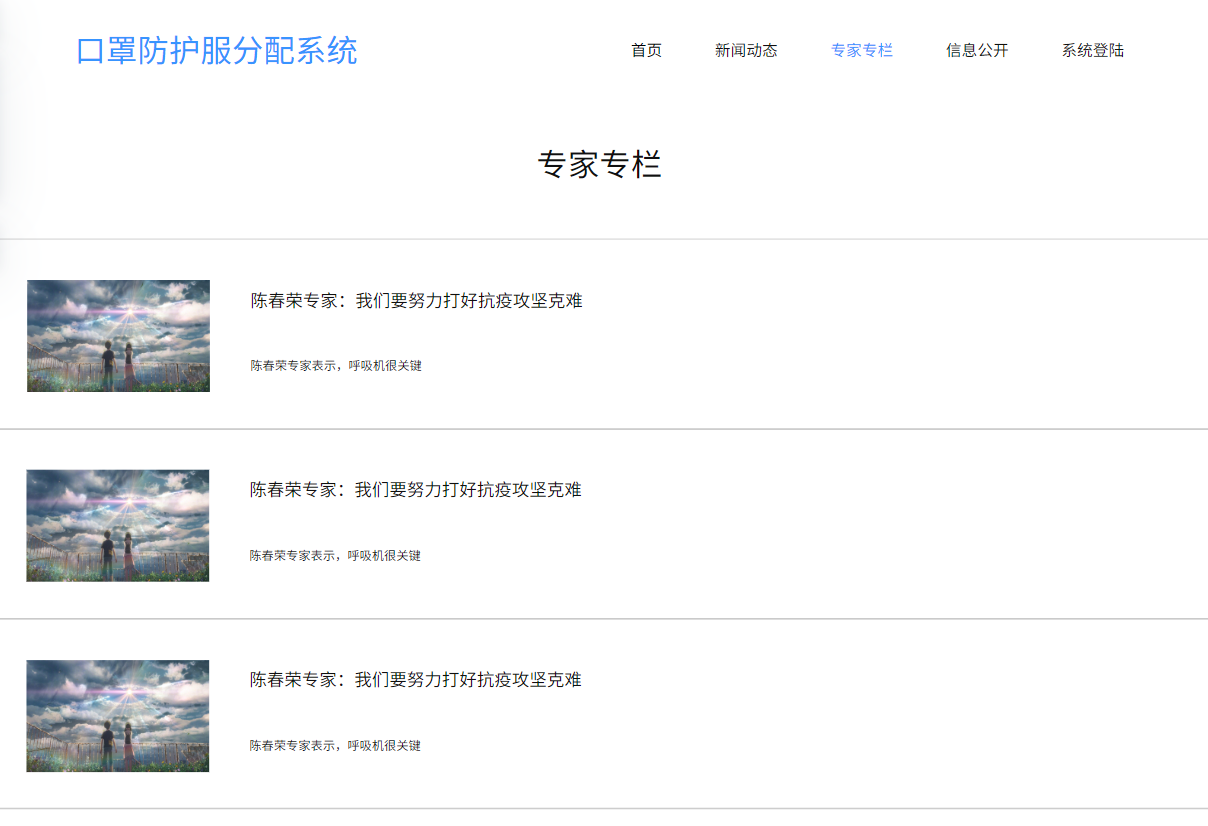 口罩防护服分配系统
首页 新闻动态 专家专栏 信息公开 系统登陆
专家专栏
陈春荣专家：我们要努力打好抗疫攻坚克难
陈春荣专家表示，呼吸机很关键
陈春荣专家：我们要努力打好抗疫攻坚克难
陈春荣专家表示，呼吸机很关键
陈春荣专家：我们要努力打好抗疫攻坚克难
陈春荣专家表示，呼吸机很关键